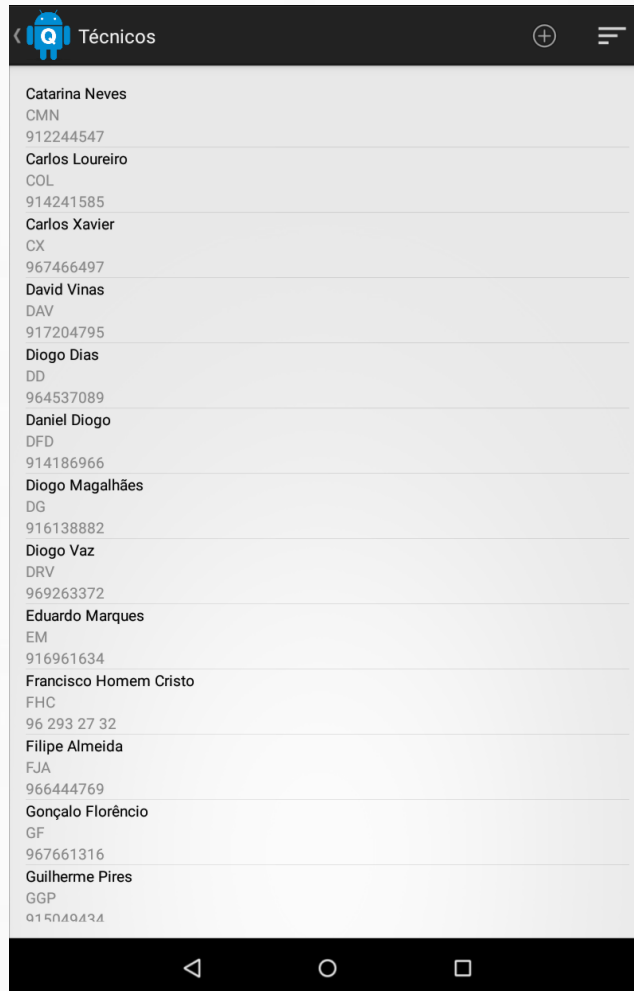 Q Técnicos
Catarina Neves
CMN
912244547
Carlos Loureiro
COL
914241585
Carlos Xavier
CX
967466497
David Vinas
DAV
917204795
Diogo Dias
DD
964537089
Daniel Diogo
DFD
914186966
Diogo Magalhães
DG
916138882
Diogo Vaz
DRV
969263372
Eduardo Marques
EM
916961634
Francisco Homem Cristo
FHC
96 293 27 32
Filipe Almeida
FJA
966444769
Gonçalo Florêncio
GF
967661316
Guilherme Pires
GGP
915049434